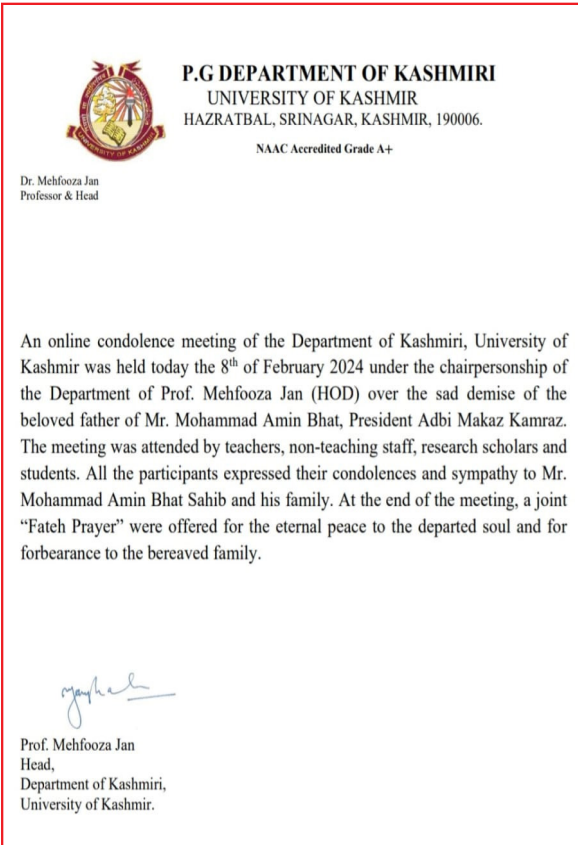 P.G DEPARTMENT OF KASHMIRI
UNIVERSITY OF KASHMIR
HAZRATBAL, SRINAGAR, KASHMIR, 190006.
NAAC Accredited Grade A+
UNIVERSITY OF KASHMIR
Dr. Mehfooza Jan
Professor & Head
An online condolence meeting of the Department of Kashmiri, University of
Kashmir was held today the 8th of February 2024 under the chairpersonship of
the Department of Prof. Mehfooza Jan (HOD) over the sad demise of the
beloved father of Mr. Mohammad Amin Bhat, President Adbi Makaz Kamraz.
The meeting was attended by teachers, non-teaching staff, research scholars and
students. All the participants expressed their condolences and sympathy to Mr.
Mohammad Amin Bhat Sahib and his family. At the end of the meeting, a joint
“Fateh Prayer” were offered for the eternal peace to the departed soul and for
forbearance to the bereaved family.
Prof. Mehfooza Jan
Head,
Department of Kashmiri,
University of Kashmir.